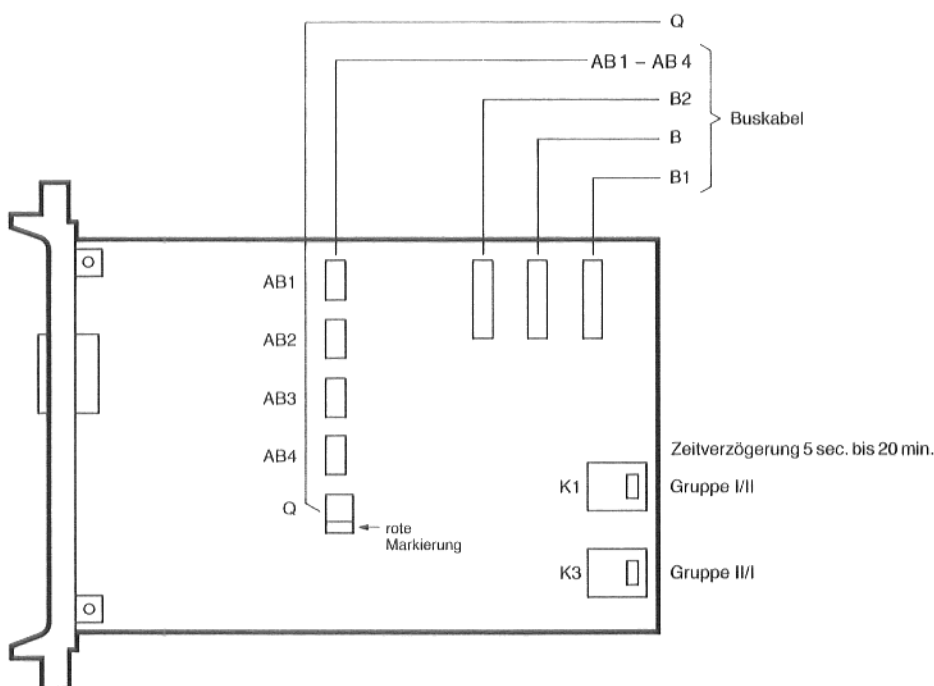 Q
AB1 – AB4
B2
B
B1
Buskabel
AB1
AB2
AB3
AB4
Q
rote
Markierung
Zeitverzögerung 5 sec. bis 20 min.
K1
Gruppe I/II
K3
Gruppe II/I